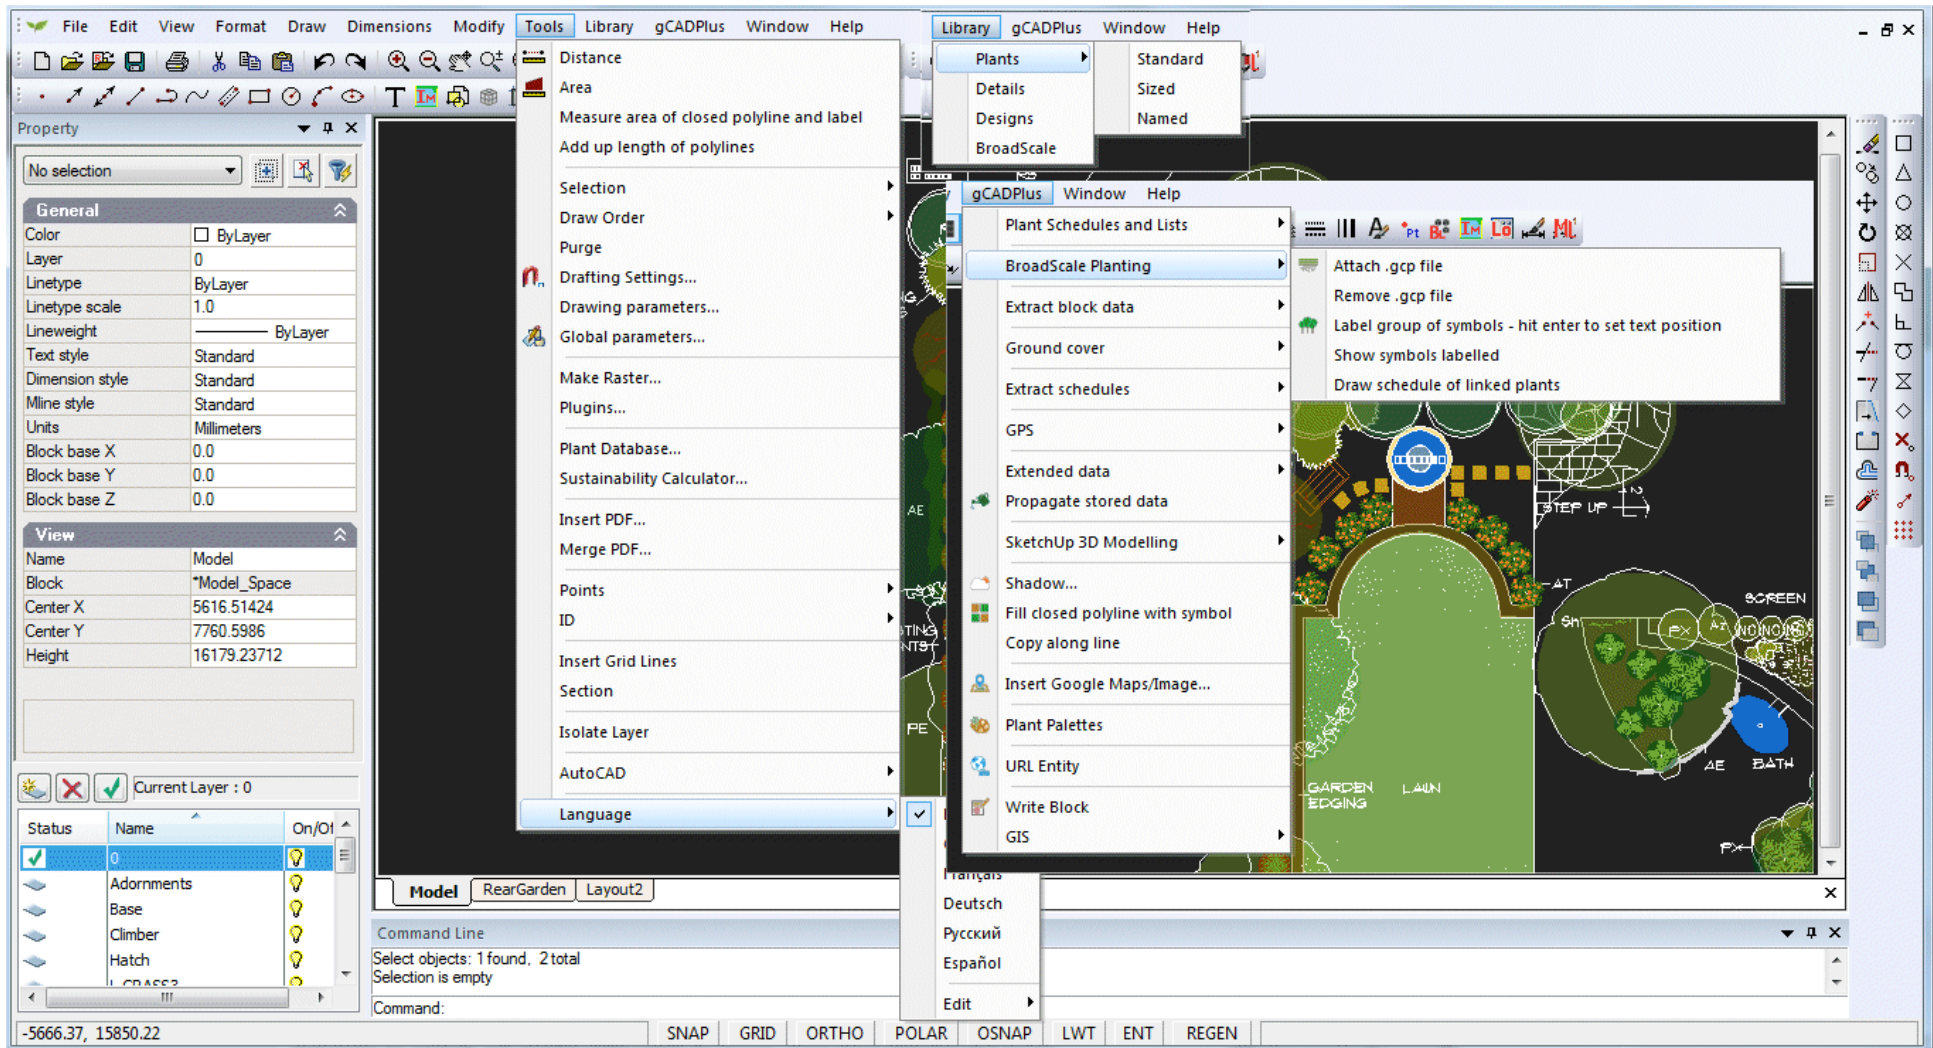 File Edit View Format Draw Dimensions Modify Tools Library gCADPlus Window Help
Library gCADPlus Window Help
Plants
Details
Designs
BroadScale
Standard
Sized
Named
Distance
Area
Measure area of closed polyline and label
Add up length of polylines
Selection
Draw Order
Purge
Drafting Settings...
Drawing parameters...
Global parameters...
Make Raster...
Plugins...
Plant Database...
Sustainability Calculator...
Insert PDF...
Merge PDF...
Points
ID
Insert Grid Lines
Section
Isolate Layer
AutoCAD
Language
Français
Deutsch
Русский
Español
Edit
gCADPlus Window Help
Plant Schedules and Lists
BroadScale Planting
Extract block data
Ground cover
Extract schedules
GPS
Extended data
Propagate stored data
SketchUp 3D Modelling
Shadow...
Fill closed polyline with symbol
Copy along line
Insert Google Maps/Image...
Plant Palettes
URL Entity
Write Block
GIS
Attach .gcp file
Remove .gcp file
Label group of symbols - hit enter to set text position
Show symbols labelled
Draw schedule of linked plants
Property
No selection
General
Color ByLayer
Layer 0
Linetype ByLayer
Linetype scale 1.0
Lineweight ByLayer
Text style Standard
Dimension style Standard
Mline style Standard
Units Millimeters
Block base X 0.0
Block base Y 0.0
Block base Z 0.0
View
Name Model
Block *Model_Space
Center X 5616.51424
Center Y 7760.5986
Height 16179.23712
Current Layer : 0
Status Name On/Of
0
Adornments
Base
Climber
Hatch
AE
PE
STEP UP
AT
SCREEN
Sh
PX AZ NO NO NO
AE BATH
GARDEN
EDGING
LAWN
PX
Model RearGarden Layout2
Command Line
Select objects: 1 found, 2 total
Selection is empty
Command:
-5666.37, 15850.22 SNAP GRID ORTHO POLAR OSNAP LWT ENT REGEN